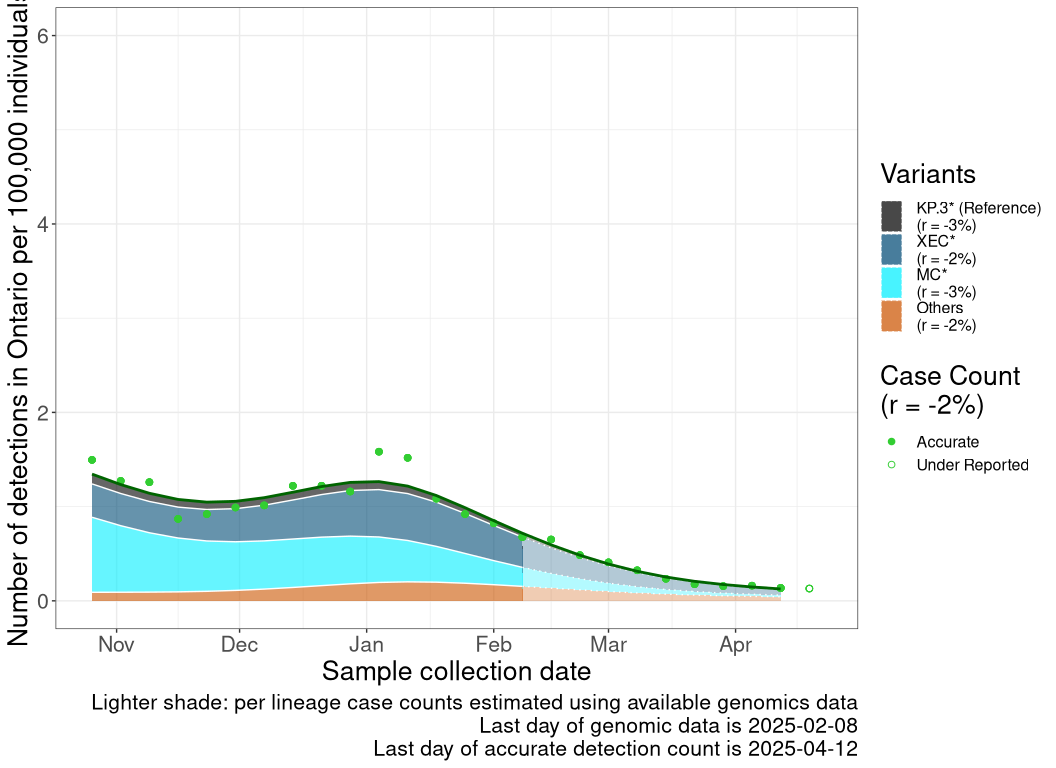 Number of detections in Ontario per 100,000 individuals
6
4
2
0
Nov Dec Jan Feb Mar Apr
Sample collection date
Lighter shade: per lineage case counts estimated using available genomics data
Last day of genomic data is 2025-02-08
Last day of accurate detection count is 2025-04-12
Variants
KP.3* (Reference)
(r = -3%)
XEC*
(r = -2%)
MC*
(r = -3%)
Others
(r = -2%)
Case Count
(r = -2%)
Accurate
Under Reported